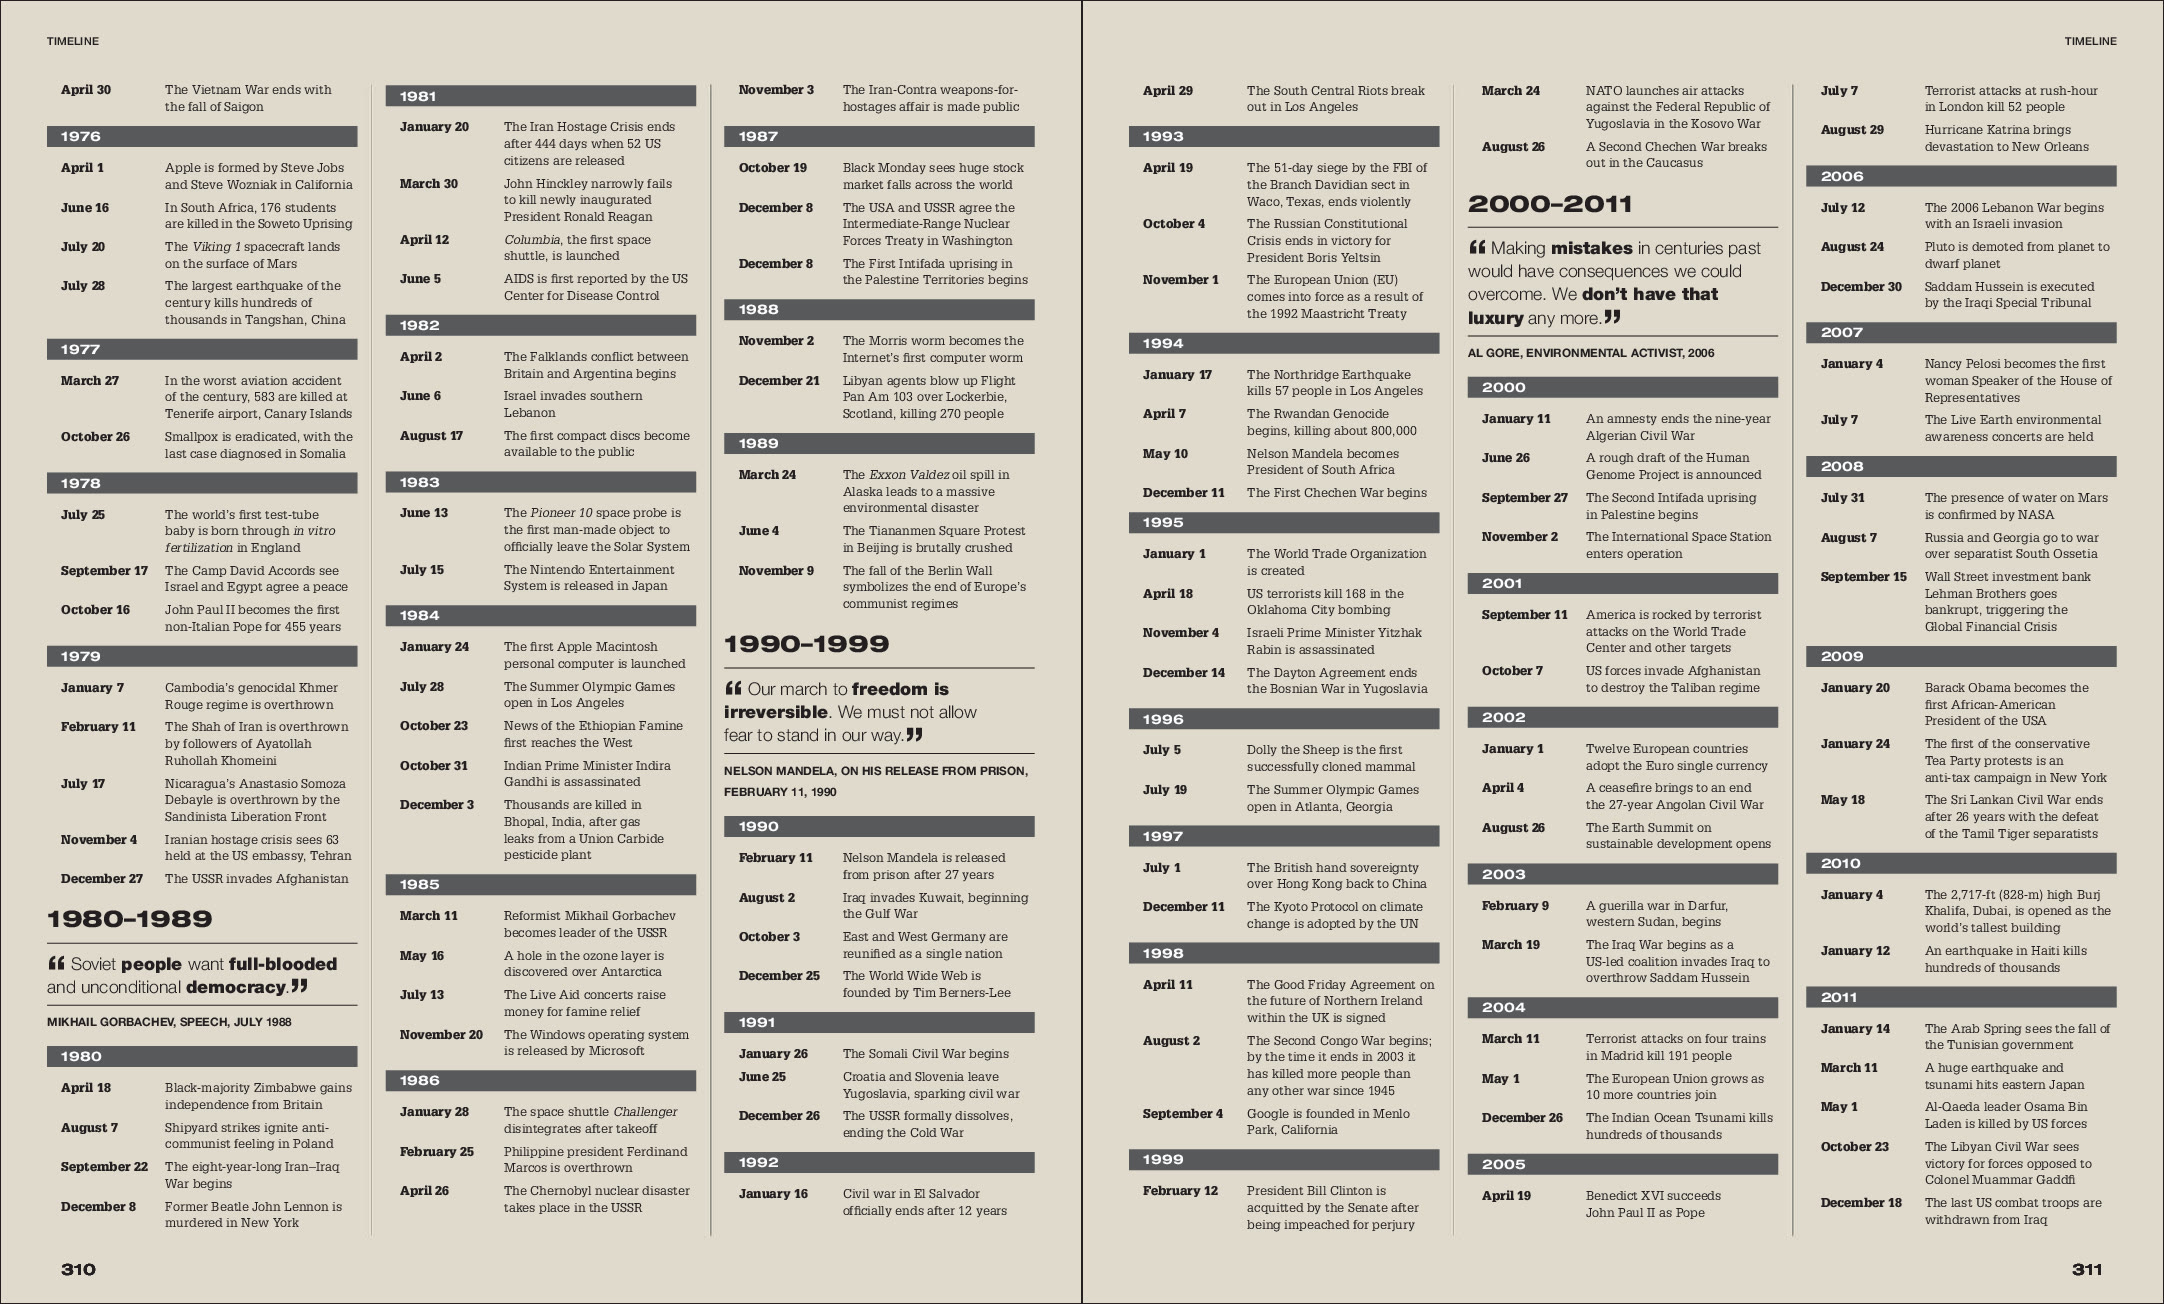 TIMELINE
April 30 The Vietnam War ends with
the fall of Saigon
1976
April 1 Apple is formed by Steve Jobs
and Steve Wozniak in California
June 16 In South Africa, 176 students
are killed in the Soweto Uprising
July 20 The Viking 1 spacecraft lands
on the surface of Mars
July 28 The largest earthquake of the
century kills hundreds of
thousands in Tangshan, China
1977
March 27 In the worst aviation accident
of the century, 583 are killed at
Tenerife airport, Canary Islands
October 26 Smallpox is eradicated, with the
last case diagnosed in Somalia
1978
July 25 The world's first test-tube
baby is born through in vitro
fertilization in England
September 17 The Camp David Accords see
Israel and Egypt agree a peace
October 16 John Paul II becomes the first
non-Italian Pope for 455 years
1979
January 7 Cambodia's genocidal Khmer
Rouge regime is overthrown
February 11 The Shah of Iran is overthrown
by followers of Ayatollah
Ruhollah Khomeini
July 17 Nicaragua's Anastasio Somoza
Debayle is overthrown by the
Sandinista Liberation Front
November 4 Iranian hostage crisis sees 63
held at the US embassy, Tehran
December 27 The USSR invades Afghanistan
1980–1989
“ Soviet people want full-blooded
and unconditional democracy.”
MIKHAIL GORBACHEV, SPEECH, JULY 1988
1980
April 18 Black-majority Zimbabwe gains
independence from Britain
August 7 Shipyard strikes ignite anti-
communist feeling in Poland
September 22 The eight-year-long Iran–Iraq
War begins
December 8 Former Beatle John Lennon is
murdered in New York
310
1981
January 20 The Iran Hostage Crisis ends
after 444 days when 52 US
citizens are released
March 30 John Hinckley narrowly fails
to kill newly inaugurated
President Ronald Reagan
April 12 Columbia, the first space
shuttle, is launched
June 5 AIDS is first reported by the US
Center for Disease Control
1982
April 2 The Falklands conflict between
Britain and Argentina begins
June 6 Israel invades southern
Lebanon
August 17 The first compact discs become
available to the public
1983
June 13 The Pioneer 10 space probe is
the first man-made object to
officially leave the Solar System
July 15 The Nintendo Entertainment
System is released in Japan
1984
January 24 The first Apple Macintosh
personal computer is launched
July 28 The Summer Olympic Games
open in Los Angeles
October 23 News of the Ethiopian Famine
first reaches the West
October 31 Indian Prime Minister Indira
Gandhi is assassinated
December 3 Thousands are killed in
Bhopal, India, after gas
leaks from a Union Carbide
pesticide plant
1985
March 11 Reformist Mikhail Gorbachev
becomes leader of the USSR
May 16 A hole in the ozone layer is
discovered over Antarctica
July 13 The Live Aid concerts raise
money for famine relief
November 20 The Windows operating system
is released by Microsoft
1986
January 28 The space shuttle Challenger
disintegrates after takeoff
February 25 Philippine president Ferdinand
Marcos is overthrown
April 26 The Chernobyl nuclear disaster
takes place in the USSR
November 3 The Iran-Contra weapons-for-
hostages affair is made public
1987
October 19 Black Monday sees huge stock
market falls across the world
December 8 The USA and USSR agree the
Intermediate-Range Nuclear
Forces Treaty in Washington
December 8 The First Intifada uprising in
the Palestine Territories begins
1988
November 2 The Morris worm becomes the
Internet's first computer worm
December 21 Libyan agents blow up Flight
Pan Am 103 over Lockerbie,
Scotland, killing 270 people
1989
March 24 The Exxon Valdez oil spill in
Alaska leads to a massive
environmental disaster
June 4 The Tiananmen Square Protest
in Beijing is brutally crushed
November 9 The fall of the Berlin Wall
symbolizes the end of Europe's
communist regimes
1990–1999
“ Our march to freedom is
irreversible. We must not allow
fear to stand in our way.”
NELSON MANDELA, ON HIS RELEASE FROM PRISON,
FEBRUARY 11, 1990
1990
February 11 Nelson Mandela is released
from prison after 27 years
August 2 Iraq invades Kuwait, beginning
the Gulf War
October 3 East and West Germany are
reunified as a single nation
December 25 The World Wide Web is
founded by Tim Berners-Lee
1991
January 26 The Somali Civil War begins
June 25 Croatia and Slovenia leave
Yugoslavia, sparking civil war
December 26 The USSR formally dissolves,
ending the Cold War
1992
January 16 Civil war in El Salvador
officially ends after 12 years
TIMELINE
April 29 The South Central Riots break
out in Los Angeles
1993
April 19 The 51-day siege by the FBI of
the Branch Davidian sect in
Waco, Texas, ends violently
October 4 The Russian Constitutional
Crisis ends in victory for
President Boris Yeltsin
November 1 The European Union (EU)
comes into force as a result of
the 1992 Maastricht Treaty
1994
January 17 The Northridge Earthquake
kills 57 people in Los Angeles
April 7 The Rwandan Genocide
begins, killing about 800,000
May 10 Nelson Mandela becomes
President of South Africa
December 11 The First Chechen War begins
1995
January 1 The World Trade Organization
is created
April 18 US terrorists kill 168 in the
Oklahoma City bombing
November 4 Israeli Prime Minister Yitzhak
Rabin is assassinated
December 14 The Dayton Agreement ends
the Bosnian War in Yugoslavia
1996
July 5 Dolly the Sheep is the first
successfully cloned mammal
July 19 The Summer Olympic Games
open in Atlanta, Georgia
1997
July 1 The British hand sovereignty
over Hong Kong back to China
December 11 The Kyoto Protocol on climate
change is adopted by the UN
1998
April 11 The Good Friday Agreement on
the future of Northern Ireland
within the UK is signed
August 2 The Second Congo War begins;
by the time it ends in 2003 it
has killed more people than
any other war since 1945
September 4 Google is founded in Menlo
Park, California
1999
February 12 President Bill Clinton is
acquitted by the Senate after
being impeached for perjury
March 24 NATO launches air attacks
against the Federal Republic of
Yugoslavia in the Kosovo War
August 26 A Second Chechen War breaks
out in the Caucasus
2000–2011
“ Making mistakes in centuries past
would have consequences we could
overcome. We don't have that
luxury any more.”
AL GORE, ENVIRONMENTAL ACTIVIST, 2006
2000
January 11 An amnesty ends the nine-year
Algerian Civil War
June 26 A rough draft of the Human
Genome Project is announced
September 27 The Second Intifada uprising
in Palestine begins
November 2 The International Space Station
enters operation
2001
September 11 America is rocked by terrorist
attacks on the World Trade
Center and other targets
October 7 US forces invade Afghanistan
to destroy the Taliban regime
2002
January 1 Twelve European countries
adopt the Euro single currency
April 4 A ceasefire brings to an end
the 27-year Angolan Civil War
August 26 The Earth Summit on
sustainable development opens
2003
February 9 A guerilla war in Darfur,
western Sudan, begins
March 19 The Iraq War begins as a
US-led coalition invades Iraq to
overthrow Saddam Hussein
2004
March 11 Terrorist attacks on four trains
in Madrid kill 191 people
May 1 The European Union grows as
10 more countries join
December 26 The Indian Ocean Tsunami kills
hundreds of thousands
2005
April 19 Benedict XVI succeeds
John Paul II as Pope
July 7 Terrorist attacks at rush-hour
in London kill 52 people
August 29 Hurricane Katrina brings
devastation to New Orleans
2006
July 12 The 2006 Lebanon War begins
with an Israeli invasion
August 24 Pluto is demoted from planet to
dwarf planet
December 30 Saddam Hussein is executed
by the Iraqi Special Tribunal
2007
January 4 Nancy Pelosi becomes the first
woman Speaker of the House of
Representatives
July 7 The Live Earth environmental
awareness concerts are held
2008
July 31 The presence of water on Mars
is confirmed by NASA
August 7 Russia and Georgia go to war
over separatist South Ossetia
September 15 Wall Street investment bank
Lehman Brothers goes
bankrupt, triggering the
Global Financial Crisis
2009
January 20 Barack Obama becomes the
first African-American
President of the USA
January 24 The first of the conservative
Tea Party protests is an
anti-tax campaign in New York
May 18 The Sri Lankan Civil War ends
after 26 years with the defeat
of the Tamil Tiger separatists
2010
January 4 The 2,717-ft (828-m) high Burj
Khalifa, Dubai, is opened as the
world's tallest building
January 12 An earthquake in Haiti kills
hundreds of thousands
2011
January 14 The Arab Spring sees the fall of
the Tunisian government
March 11 A huge earthquake and
tsunami hits eastern Japan
May 1 Al-Qaeda leader Osama Bin
Laden is killed by US forces
October 23 The Libyan Civil War sees
victory for forces opposed to
Colonel Muammar Gaddfi
December 18 The last US combat troops are
withdrawn from Iraq
311